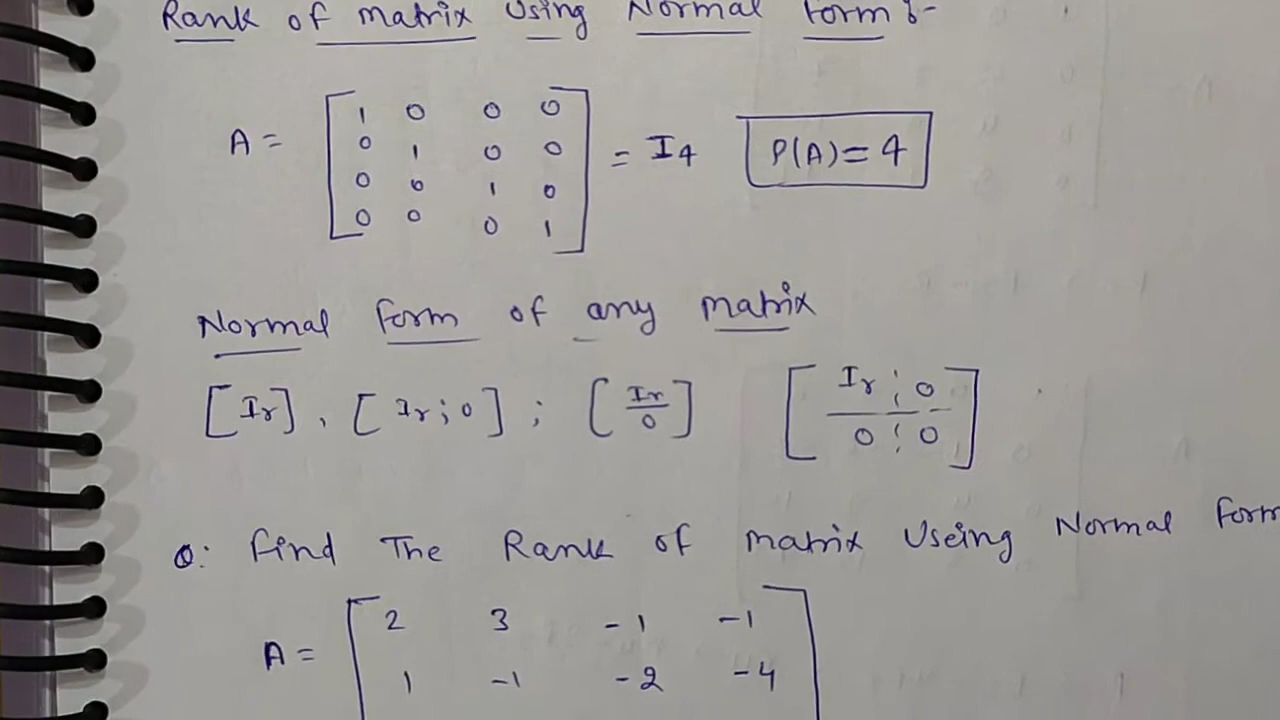 Rank of matrix Using Normal form :-
A = [ 1 0 0 0
0 1 0 0
0 0 1 0
0 0 0 1 ] = I4 P(A) = 4
Normal form of any matrix
[Ir], [Ir ; 0] ; [Ir/0] [Ir ¦ 0
0 ¦ 0]
Q: find The Rank of matrix Useing Normal form
A = [ 2 3 -1 -1
1 -1 -2 -4